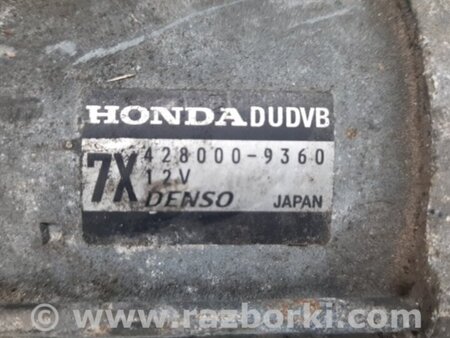 HONDA DUDVB
7X 428000-9360
12V
DENSO JAPAN
© www.razborki.com